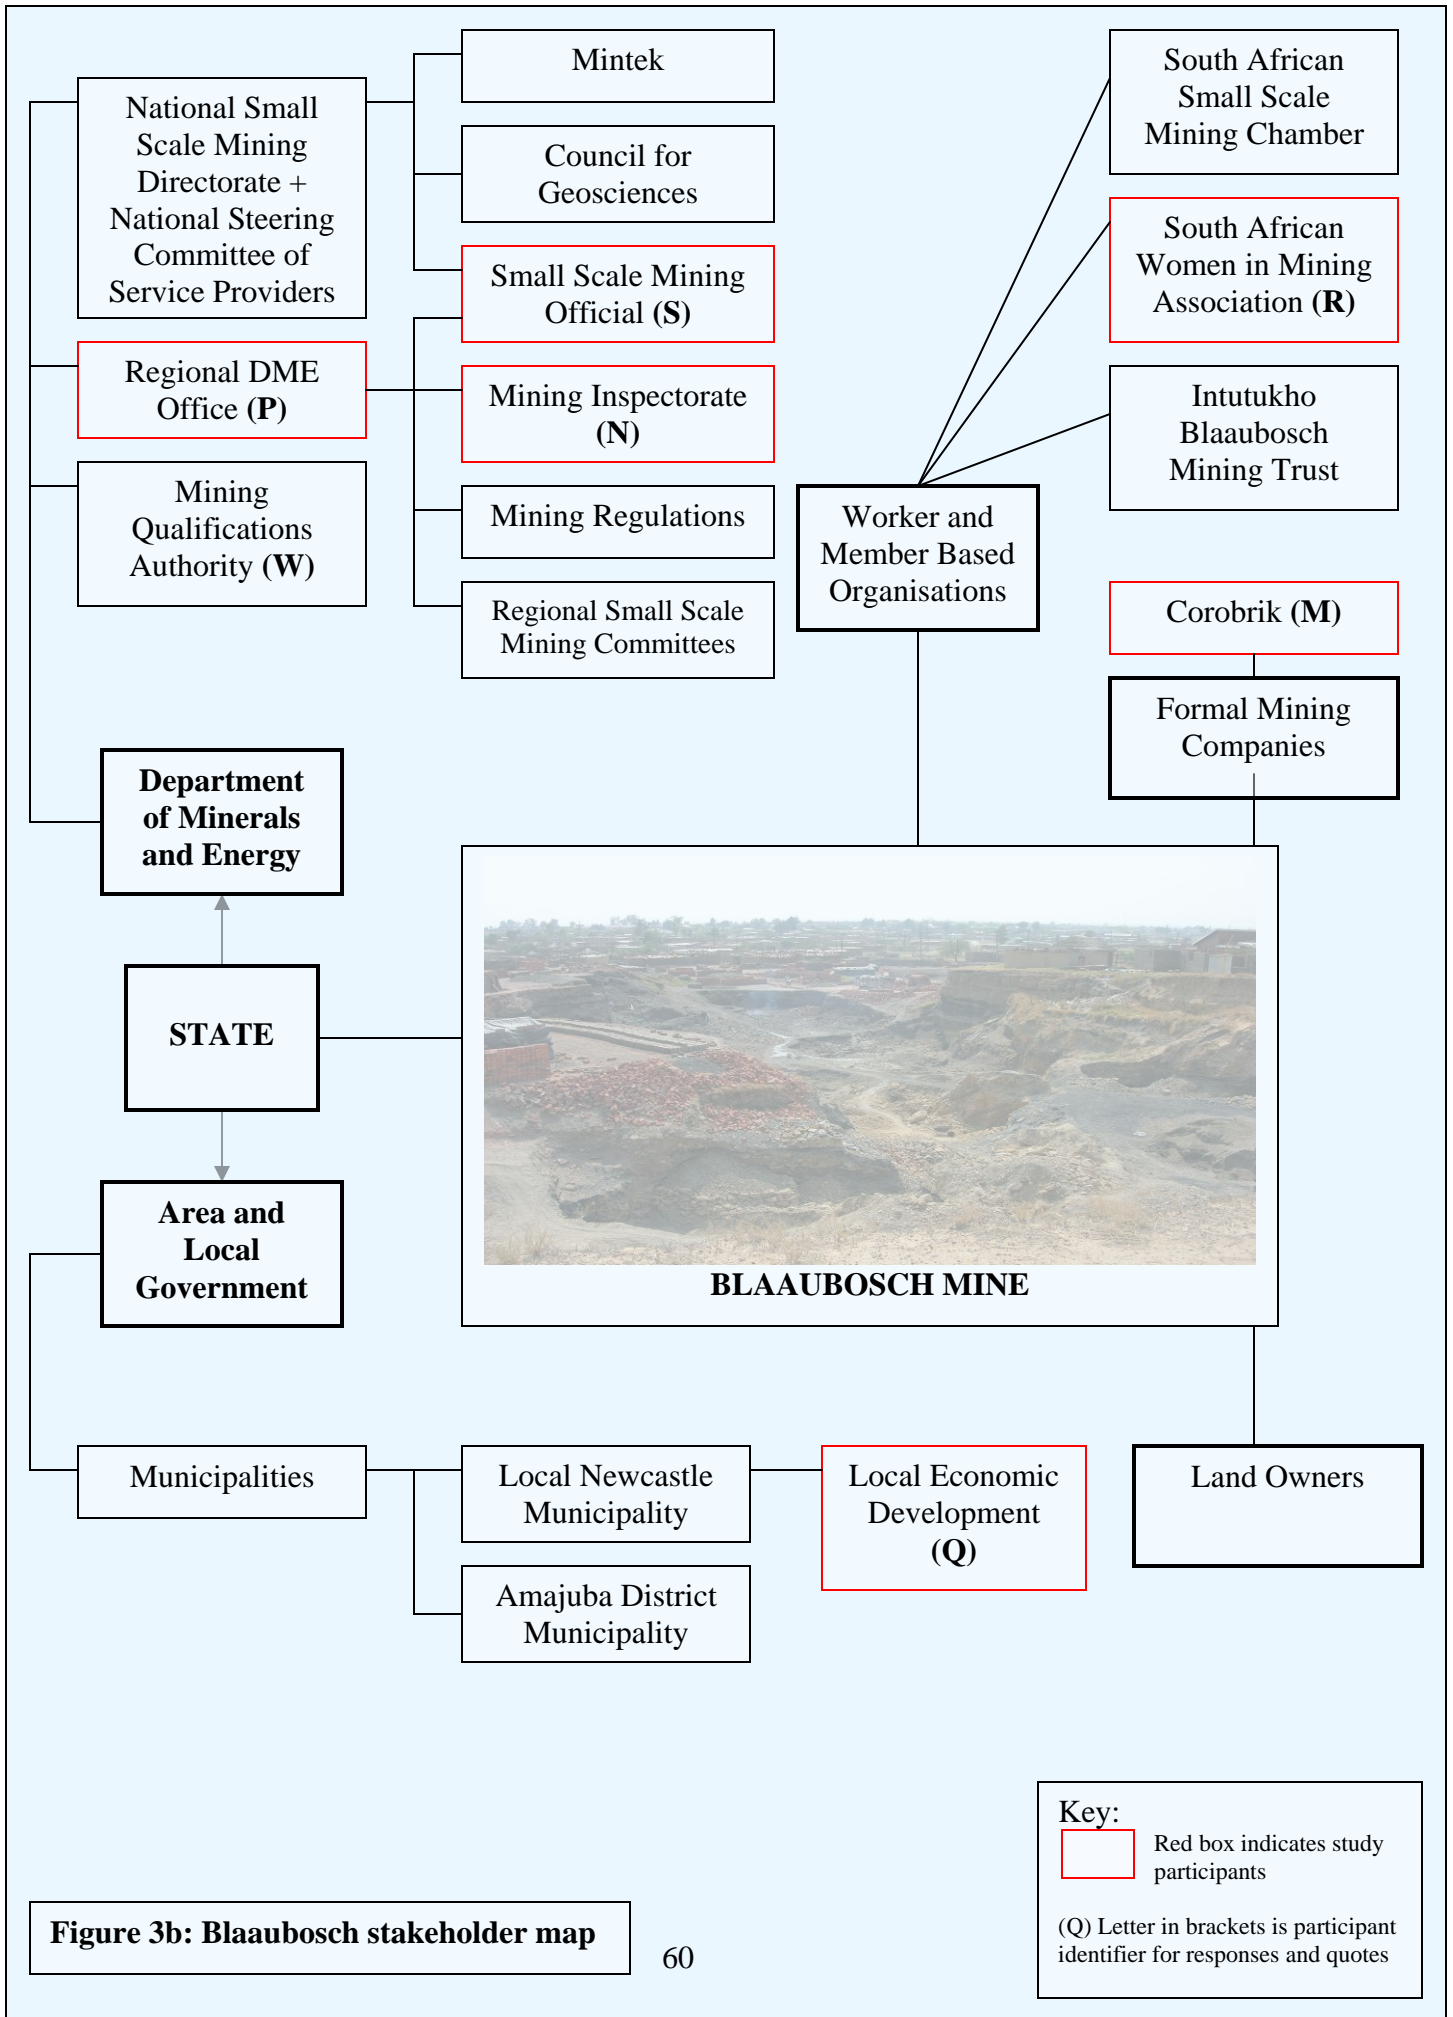 Mintek
South African
Small Scale
Mining Chamber
National Small
Scale Mining
Directorate +
National Steering
Committee of
Service Providers
Council for
Geosciences
Small Scale Mining
Official (S)
South African
Women in Mining
Association (R)
Regional DME
Office (P)
Mining Inspectorate
(N)
Intutukho
Blaaubosch
Mining Trust
Mining
Qualifications
Authority (W)
Mining Regulations
Worker and
Member Based
Organisations
Regional Small Scale
Mining Committees
Corobrik (M)
Formal Mining
Companies
Department
of Minerals
and Energy
STATE
Area and
Local
Government
BLAAUBOSCH MINE
Municipalities
Local Newcastle
Municipality
Local Economic
Development
(Q)
Land Owners
Amajuba District
Municipality
Key:
Red box indicates study
participants
(Q) Letter in brackets is participant
identifier for responses and quotes
Figure 3b: Blaaubosch stakeholder map
60